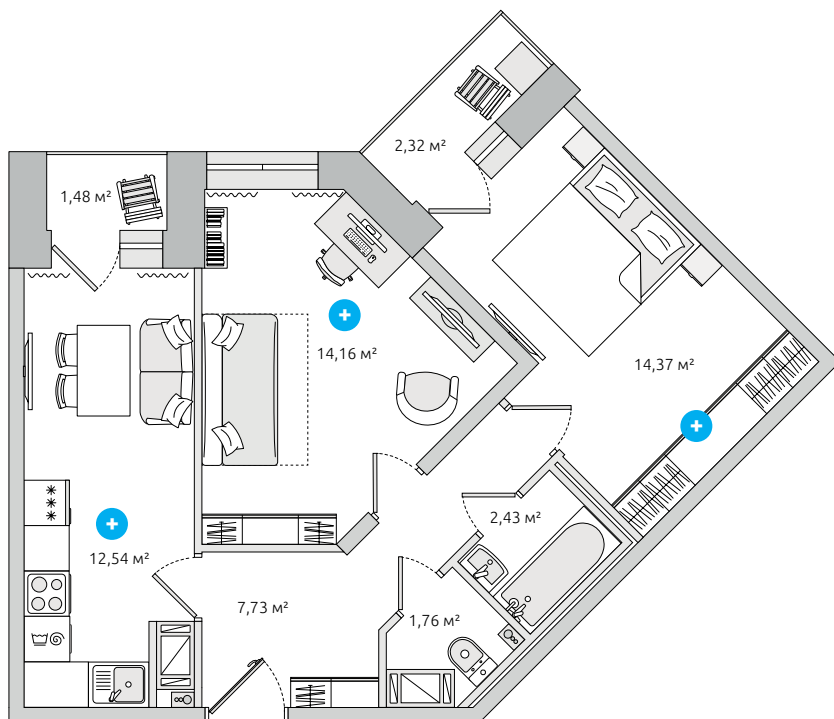 2,32 м²
1,48 м²
14,16 м²
14,37 м²
2,43 м²
12,54 м²
7,73 м²
1,76 м²